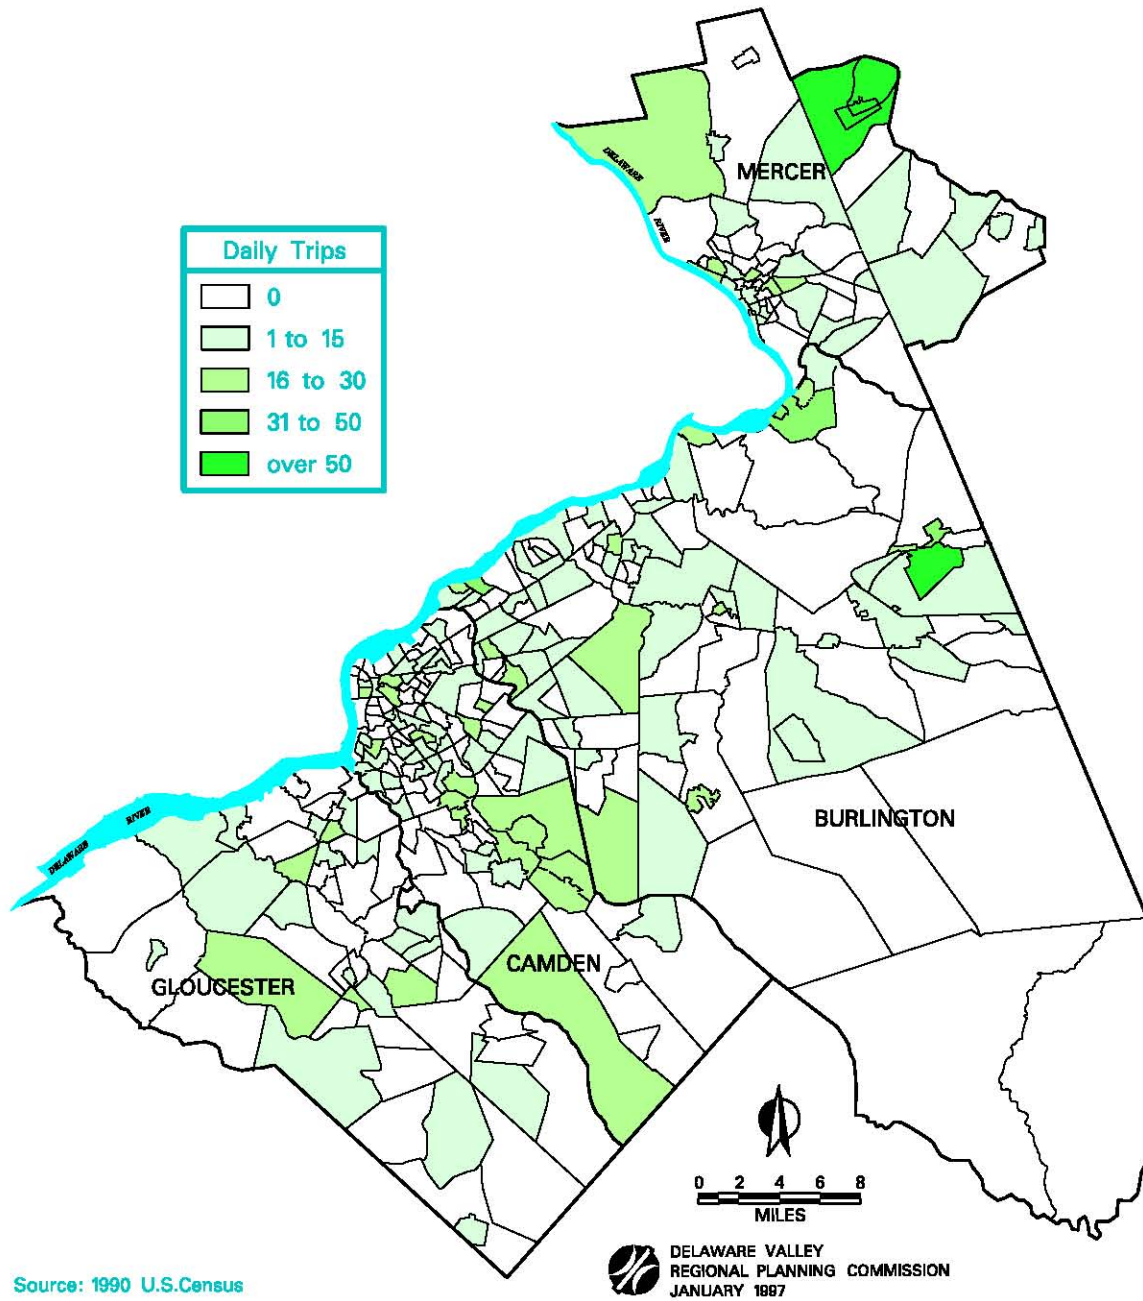 DELAWARE
RIVER
MERCER
Daily Trips
0
1 to 15
16 to 30
31 to 50
over 50
BURLINGTON
DELAWARE
RIVER
CAMDEN
GLOUCESTER
0 2 4 6 8
MILES
DELAWARE VALLEY
REGIONAL PLANNING COMMISSION
JANUARY 1997
Source: 1990 U.S.Census